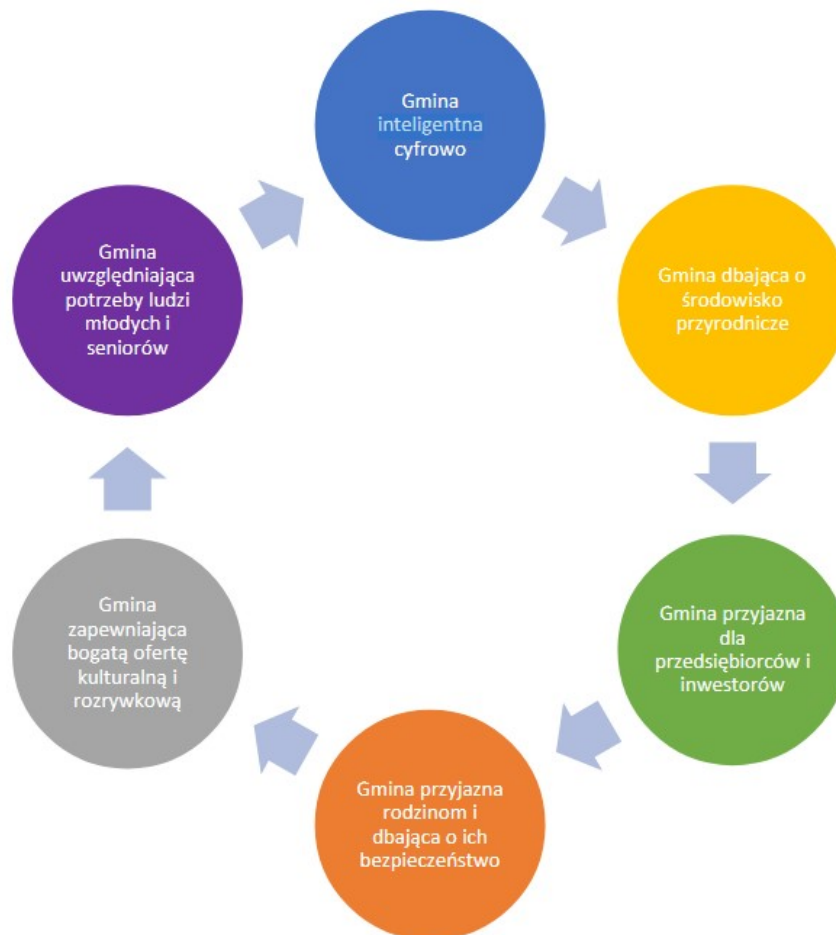 Gmina
inteligentna
cyfrowo
Gmina dbająca o
środowisko
przyrodnicze
Gmina przyjazna
dla
przedsiębiorców i
inwestorów
Gmina przyjazna
rodzinom i
dbająca o ich
bezpieczeństwo
Gmina
zapewniająca
bogatą ofertę
kulturalną i
rozrywkową
Gmina
uwzględniająca
potrzeby ludzi
młodych i
seniorów